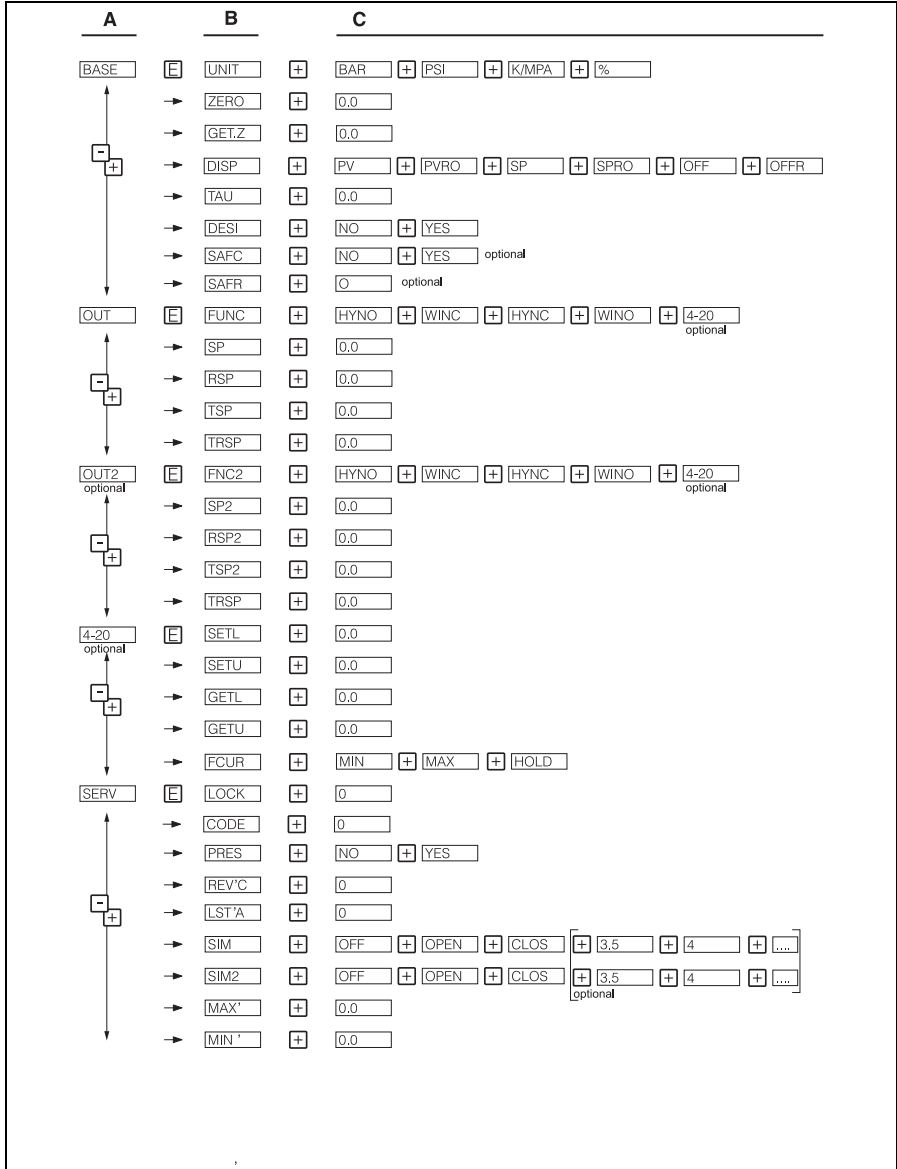 A B C
BASE E UNIT + BAR + PSI + K/MPA + %
ZERO + 0.0
GET.Z + 0.0
-
+
DISP + PV + PVRO + SP + SPRO + OFF + OFFR
TAU + 0.0
DESI + NO + YES
SAFC + NO + YES optional
SAFR + O optional
OUT E FUNC + HYNO + WINC + HYNC + WINO + 4-20
optional
SP + 0.0
RSP + 0.0
-
+
TSP + 0.0
TRSP + 0.0
OUT2 E FNC2 + HYNO + WINC + HYNC + WINO + 4-20
optional optional
SP2 + 0.0
RSP2 + 0.0
-
+
TSP2 + 0.0
TRSP + 0.0
4-20 E SETL + 0.0
optional
SETU + 0.0
GETL + 0.0
-
+
GETU + 0.0
FCUR + MIN + MAX + HOLD
SERV E LOCK + 0
CODE + 0
PRES + NO + YES
REV'C + 0
-
+
LST'A + 0
SIM + OFF + OPEN + CLOS + 3.5 + 4 + ....
SIM2 + OFF + OPEN + CLOS + 3.5 + 4 + ....
optional
MAX' + 0.0
MIN ' + 0.0
,